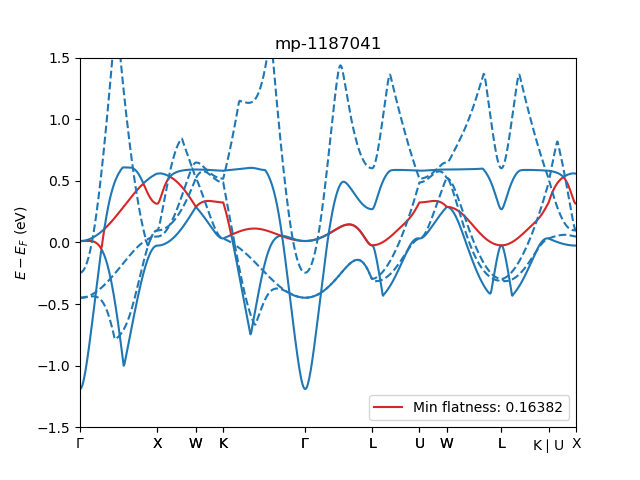 mp-1187041
1.5
1.0
0.5
0.0
−0.5
−1.0
−1.5
E − E_F (eV)
Min flatness: 0.16382
Γ X W K Γ L U W L K | U X